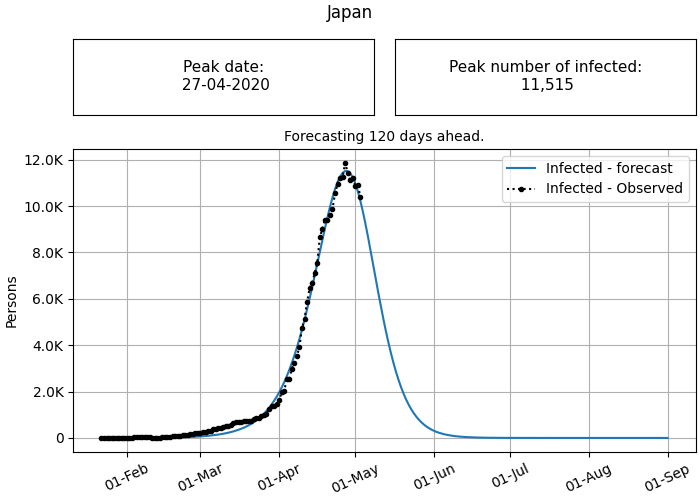 Japan
Peak date:
27-04-2020
Peak number of infected:
11,515
Forecasting 120 days ahead.
Infected - forecast
Infected - Observed
Persons
12.0K
10.0K
8.0K
6.0K
4.0K
2.0K
0
01-Feb
01-Mar
01-Apr
01-May
01-Jun
01-Jul
01-Aug
01-Sep